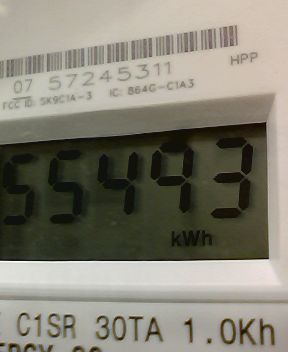 07 57245311
HPP
FCC ID: SK9C1A-3 IC: 864G-C1A3
55493
kWh
C1SR 30TA 1.0Kh